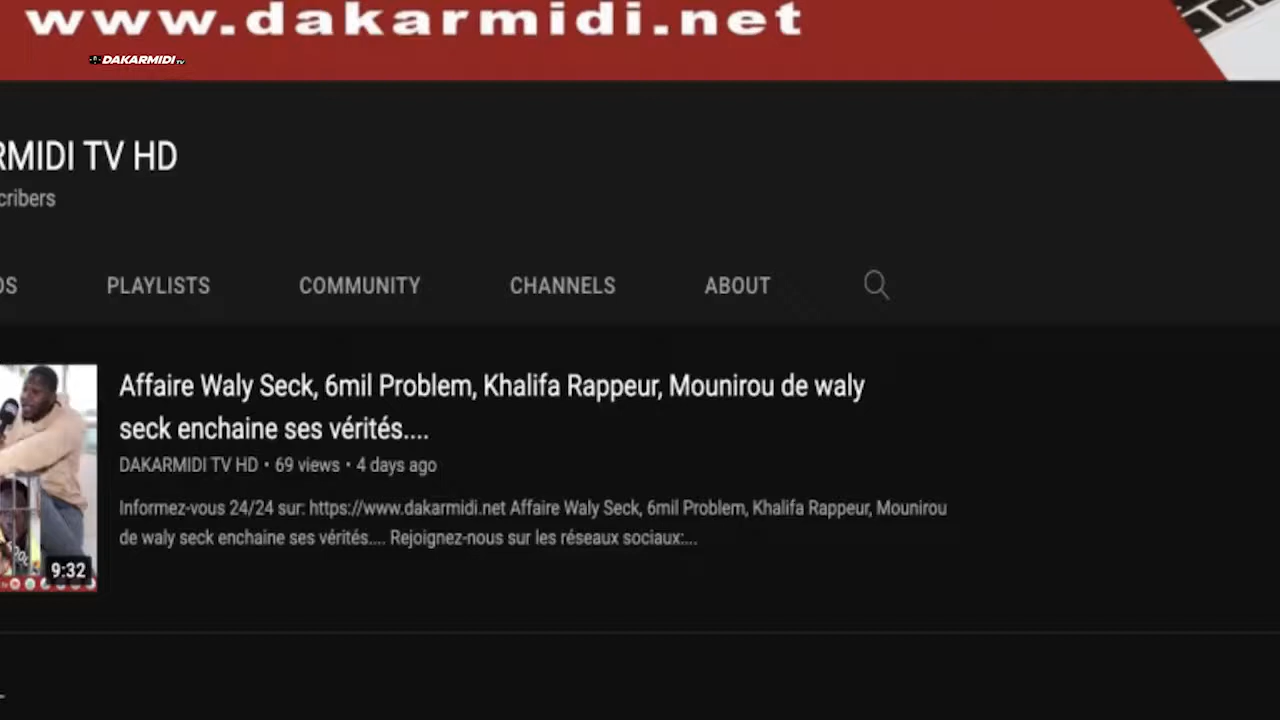 www.dakarmidi.net
DAKARMIDI TV
RMIDI TV HD
cribers
OS
PLAYLISTS
COMMUNITY
CHANNELS
ABOUT
Affaire Waly Seck, 6mil Problem, Khalifa Rappeur, Mounirou de waly
seck enchaine ses vérités....
DAKARMIDI TV HD • 69 views • 4 days ago
Informez-vous 24/24 sur: https://www.dakarmidi.net Affaire Waly Seck, 6mil Problem, Khalifa Rappeur, Mounirou
de waly seck enchaine ses vérités.... Rejoignez-nous sur les réseaux sociaux:...
9:32